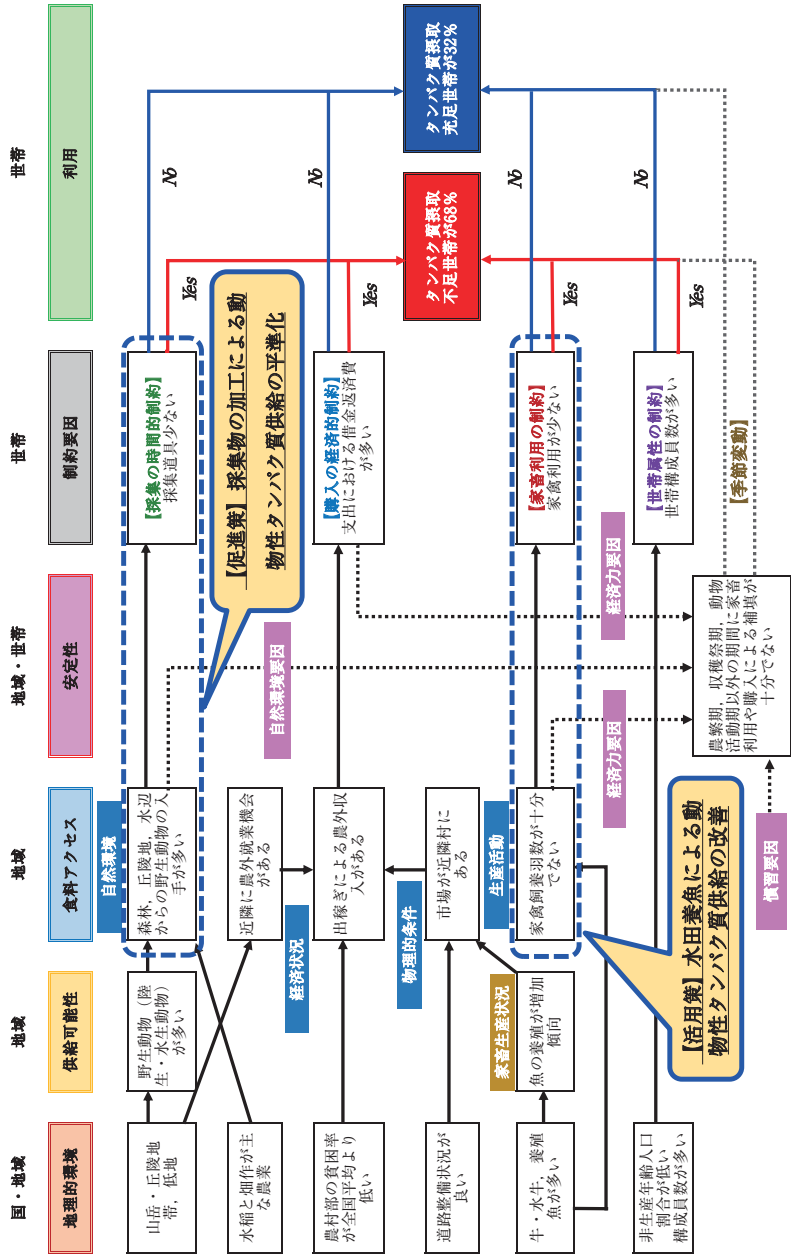 国・地域
地域
地域
地域・世帯
世帯
世帯
地理的環境
供給可能性
食料アクセス
安定性
制約要因
利用
山岳・丘陵地
帯，低地
野生動物（陸
生・水生動物）
が多い
自然環境
森林，丘陵地，水辺
からの野生動物の入
手が多い
【採集の時間的制約】
採集道具少ない
No
Yes
水稲と畑作が主
な農業
近隣に農外就業機会
がある
自然環境要因
【促進策】採集物の加工による動
物性タンパク質供給の平準化
経済状況
農村部の貧困率
が全国平均より
低い
出稼ぎによる農外収
入がある
【購入の経済的制約】
支出における借金返済費
が多い
No
Yes
タンパク質摂取
不足世帯が68%
タンパク質摂取
充足世帯が32%
物理的条件
道路整備状況が
良い
市場が近隣村に
ある
家畜生産状況
生産活動
牛・水牛，養殖
魚が多い
魚の養殖が増加
傾向
家禽飼養羽数が十分
でない
【家畜利用の制約】
家禽利用が少ない
No
Yes
経済力要因
経済力要因
非生産年齢人口
割合が低い
構成員数が多い
【世帯属性の制約】
世帯構成員数が多い
No
Yes
【活用策】水田養魚による動
物性タンパク質供給の改善
慣習要因
農繁期，収穫祭期，動物
活動期以外の期間に家畜
利用や購入による補填が
十分でない
【季節変動】